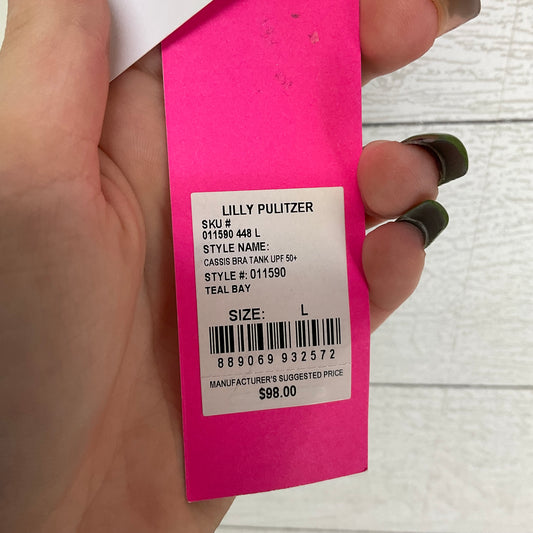 LILLY PULITZER
SKU #
011590 448 L
STYLE NAME:
CASSIS BRA TANK UPF 50+
STYLE #: 011590
TEAL BAY
SIZE: L
889069 932572
MANUFACTURER'S SUGGESTED PRICE
$98.00